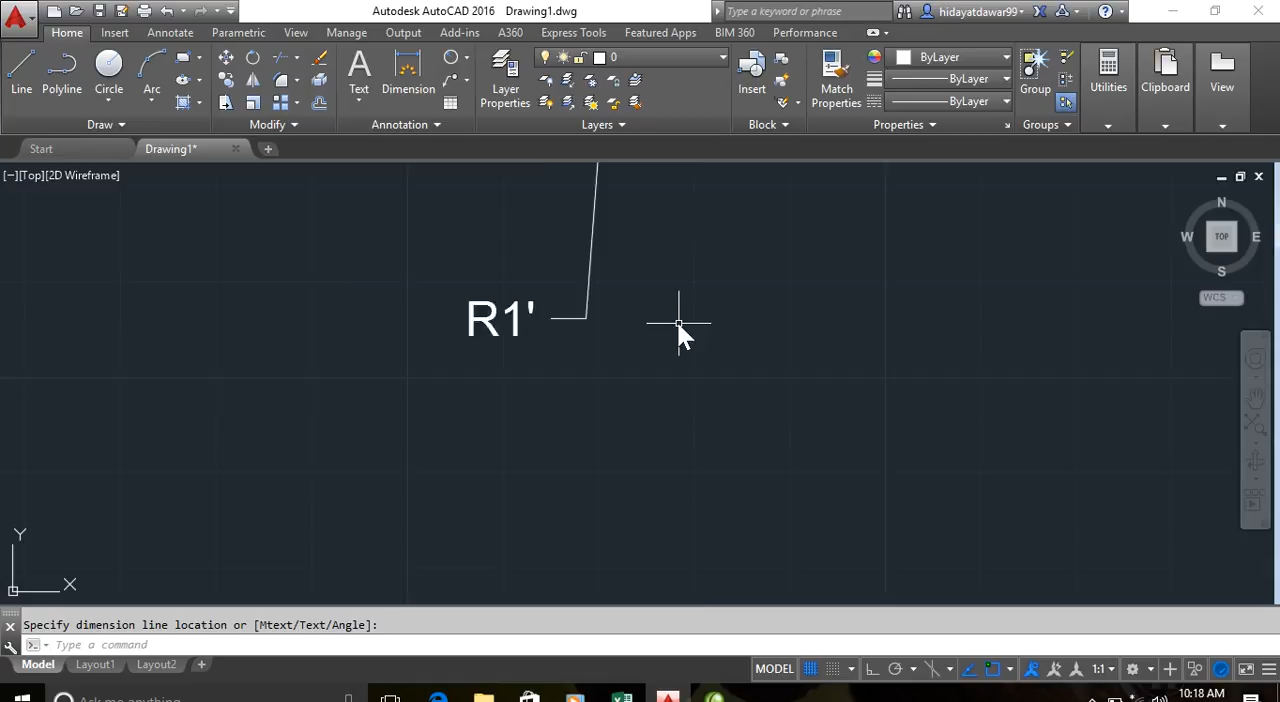 Autodesk AutoCAD 2016 Drawing1.dwg
Type a keyword or phrase
hidayatdawar99
Home Insert Annotate Parametric View Manage Output Add-ins A360 Express Tools Featured Apps BIM 360 Performance
Line Polyline Circle Arc
Text Dimension
Layer Properties
0
Insert
Match Properties
ByLayer
ByLayer
ByLayer
Group
Utilities
Clipboard
View
Draw Modify Annotation Layers Block Properties Groups
Start Drawing1*
[−][Top][2D Wireframe]
N
W TOP E
S
WCS
R1'
Y
X
Specify dimension line location or [Mtext/Text/Angle]:
Type a command
Model Layout1 Layout2
MODEL 1:1
Ask me anything
10:18 AM